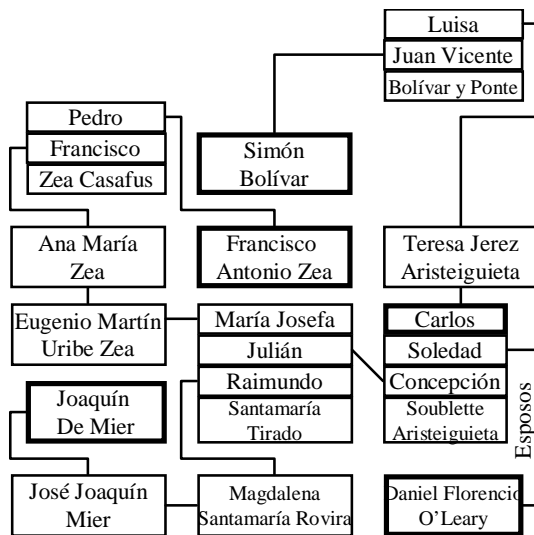 Luisa
Juan Vicente
Bolívar y Ponte
Pedro
Francisco
Zea Casafus
Simón
Bolívar
Ana María
Zea
Francisco
Antonio Zea
Teresa Jerez
Aristeiguieta
Eugenio Martín
Uribe Zea
María Josefa
Julián
Raimundo
Santamaría
Tirado
Carlos
Soledad
Concepción
Soublette
Aristeiguieta
Esposos
Joaquín
De Mier
José Joaquín
Mier
Magdalena
Santamaría Rovira
Daniel Florencio
O'Leary